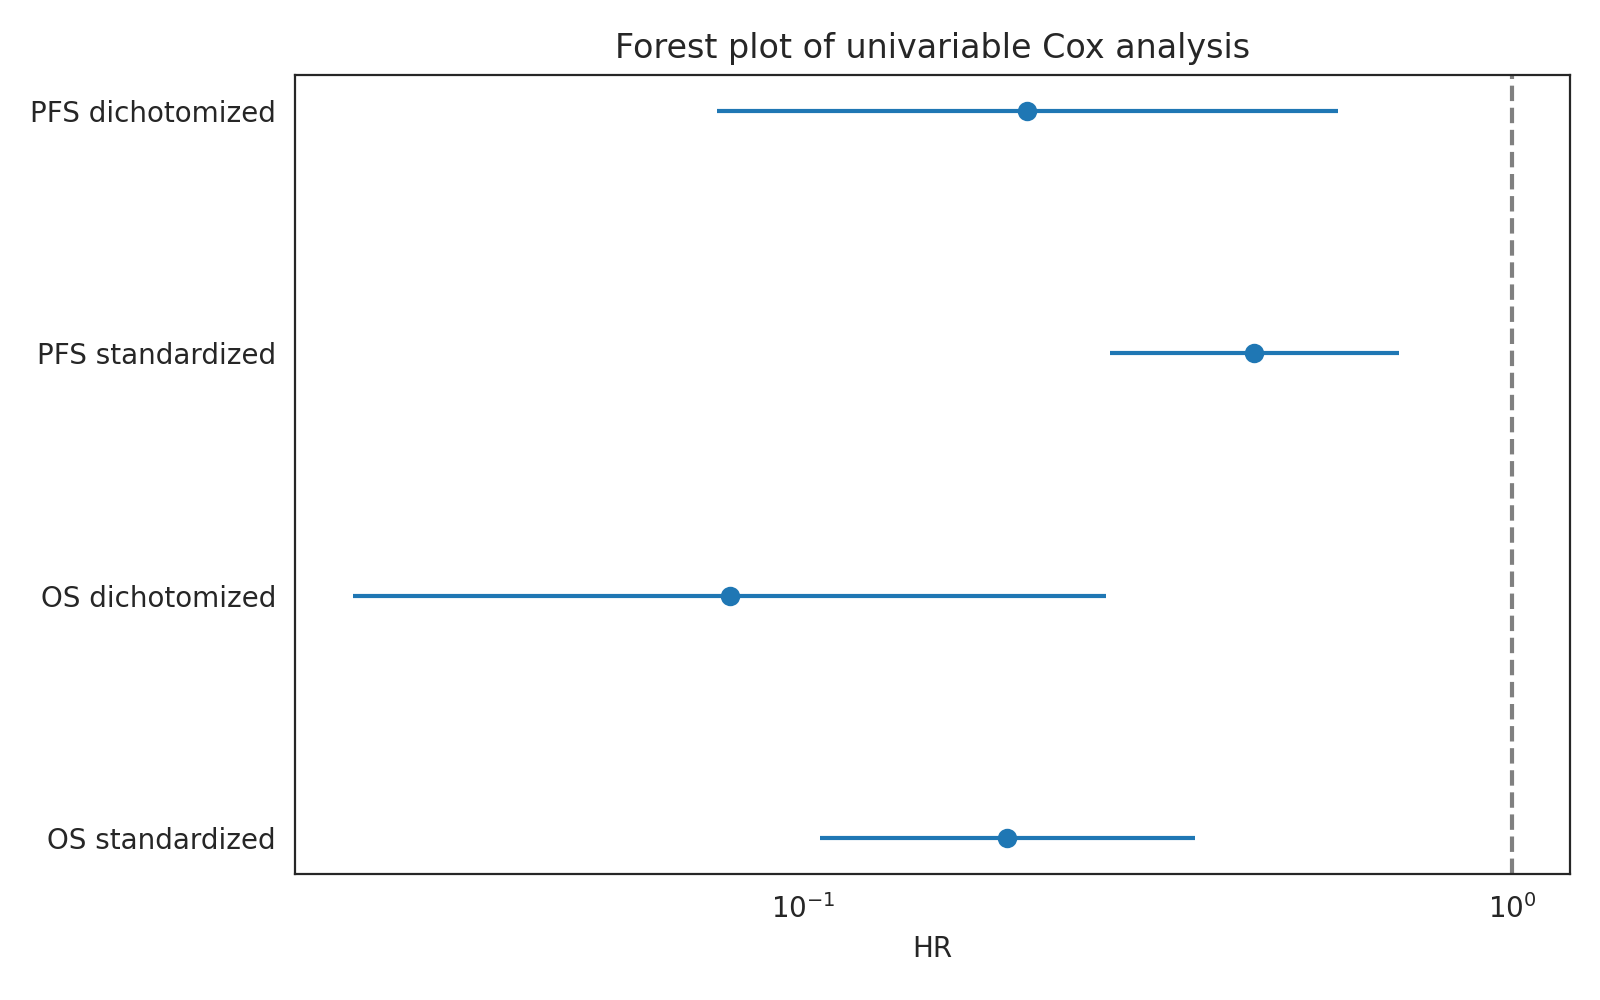 Forest plot of univariable Cox analysis
PFS dichotomized
PFS standardized
OS dichotomized
OS standardized
10⁻¹
10⁰
HR